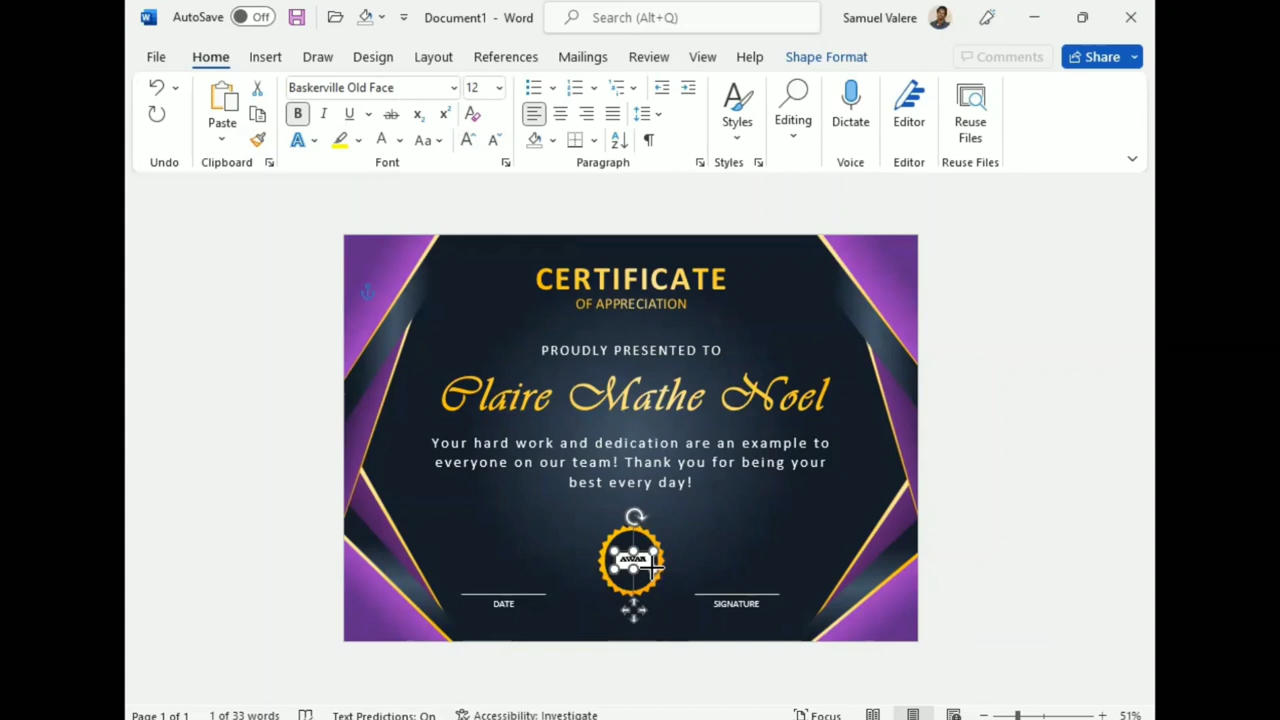 AutoSave Off Document1 - Word Search (Alt+Q) Samuel Valere
File Home Insert Draw Design Layout References Mailings Review View Help Shape Format Comments Share
Paste Baskerville Old Face 12 Styles Editing Dictate Editor Reuse Files
Undo Clipboard Font Paragraph Styles Voice Editor Reuse Files
CERTIFICATE
OF APPRECIATION
PROUDLY PRESENTED TO
Claire Mathe Noel
Your hard work and dedication are an example to
everyone on our team! Thank you for being your
best every day!
DATE SIGNATURE
Page 1 of 1 1 of 33 words Text Predictions: On Accessibility: Investigate Focus 51%